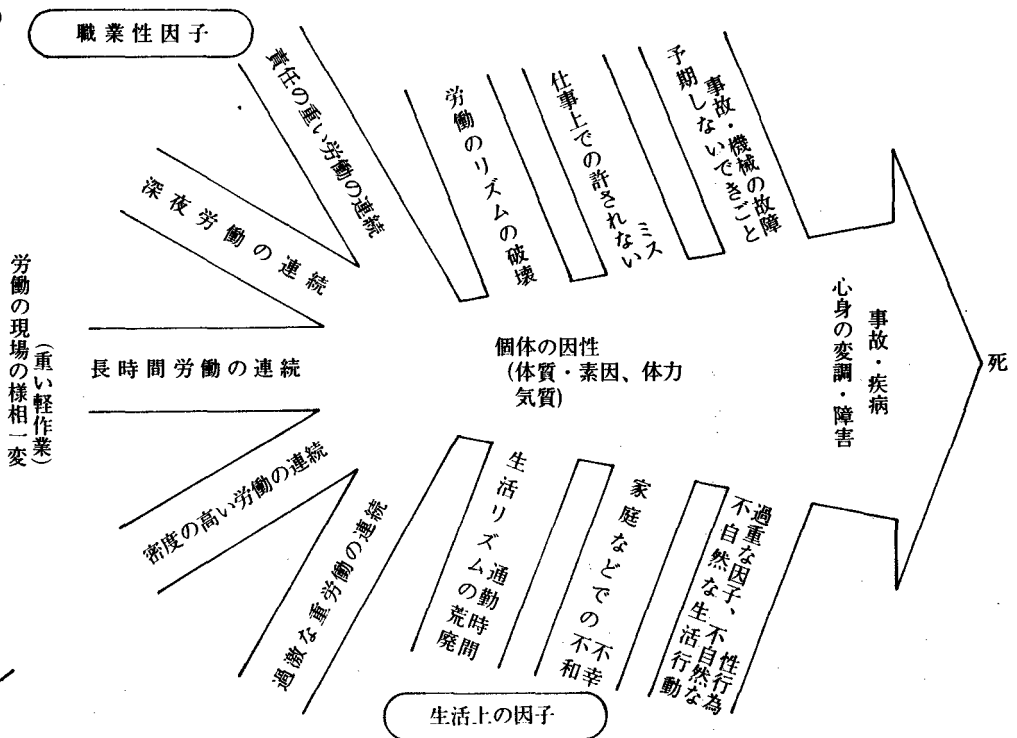 職業性因子
責任の重い労働の連続
深夜労働の連続
長時間労働の連続
密度の高い労働の連続
過激な重労働の連続
労働の現場の様相一変
(重い軽作業)
労働のリズムの破壊
仕事上での許されない
ミス
予期しないできごと
事故・機械の故障
個体の因性
(体質・素因、体力
気質)
生活リズムの荒廃
通勤時間
家庭などでの不和
不幸
過重な因子、不自然な
性行為
不自然な生活行動
生活上の因子
事故・疾病
心身の変調・障害
死